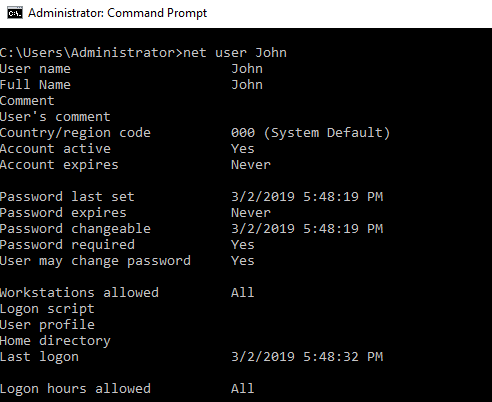 Administrator: Command Prompt
C:\Users\Administrator>net user John
User name John
Full Name John
Comment
User's comment
Country/region code 000 (System Default)
Account active Yes
Account expires Never
Password last set 3/2/2019 5:48:19 PM
Password expires Never
Password changeable 3/2/2019 5:48:19 PM
Password required Yes
User may change password Yes
Workstations allowed All
Logon script
User profile
Home directory
Last logon 3/2/2019 5:48:32 PM
Logon hours allowed All